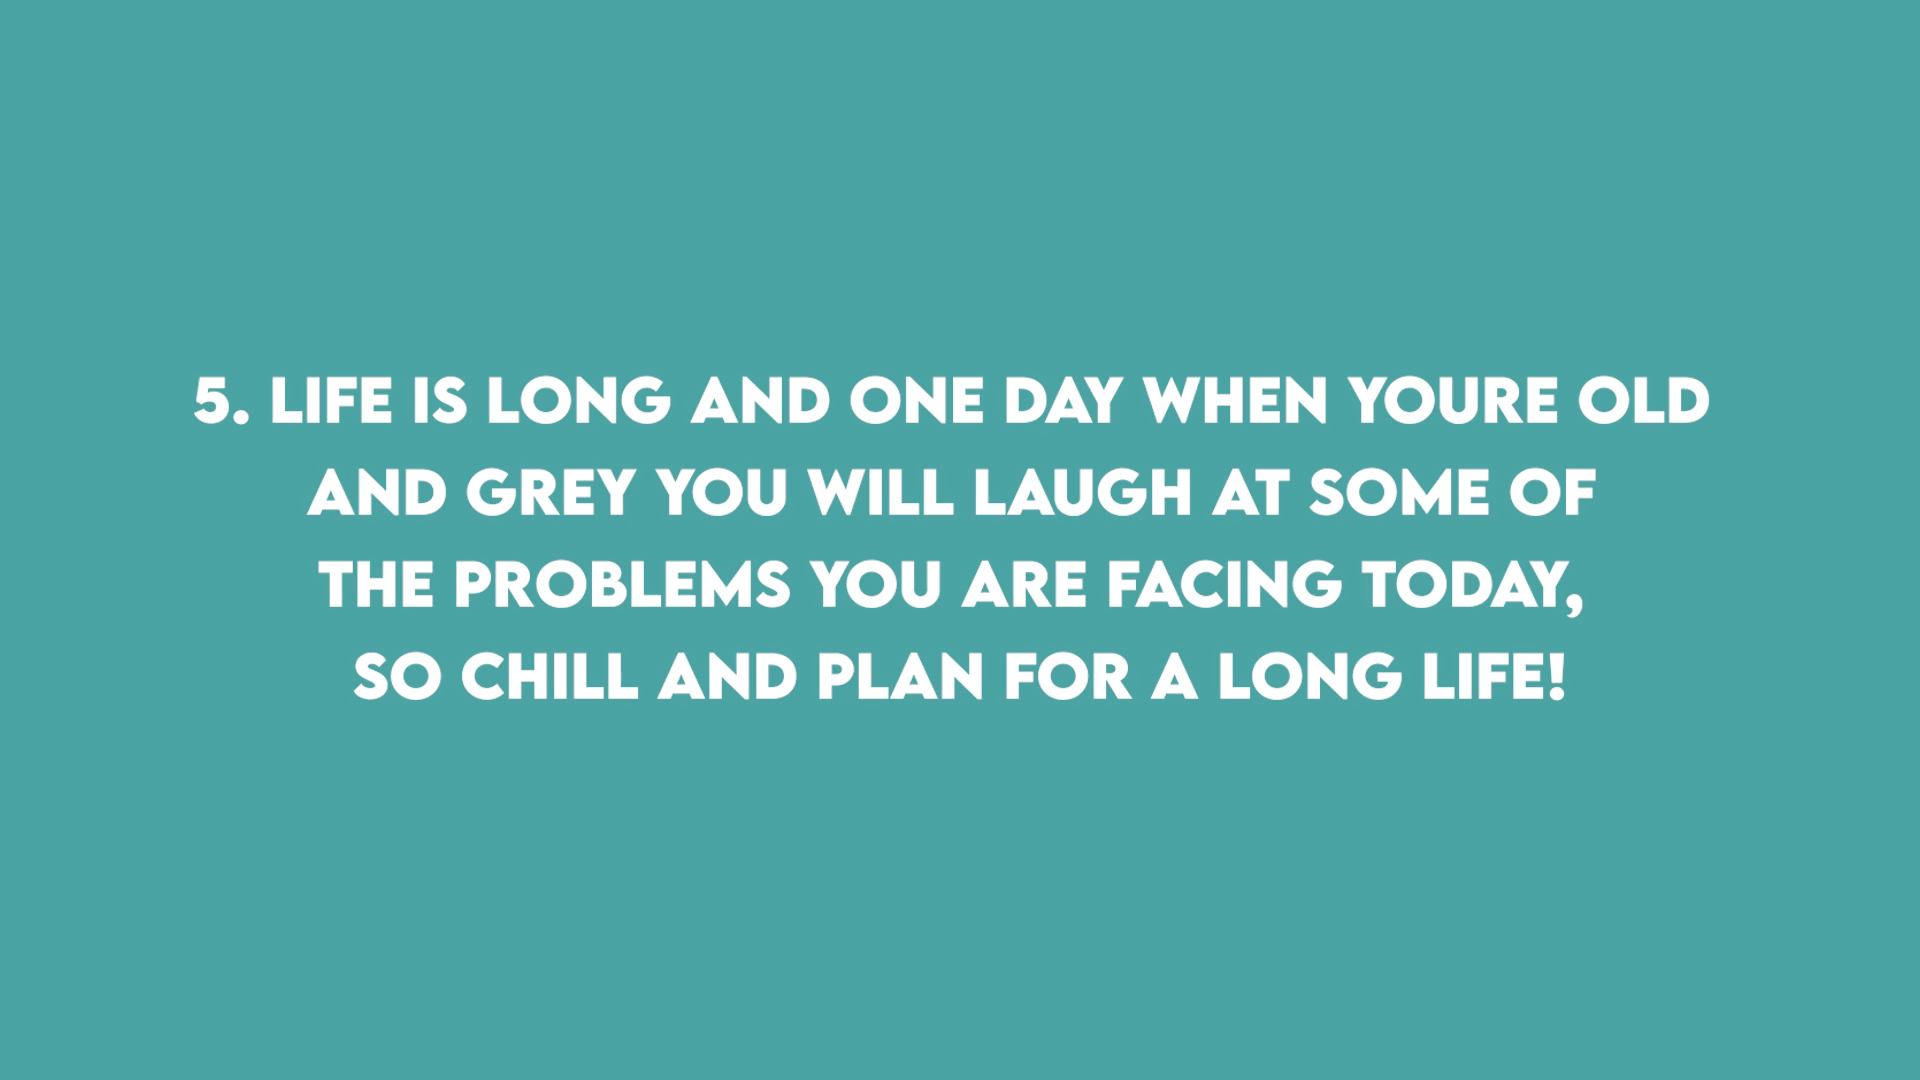 5. LIFE IS LONG AND ONE DAY WHEN YOURE OLD
AND GREY YOU WILL LAUGH AT SOME OF
THE PROBLEMS YOU ARE FACING TODAY,
SO CHILL AND PLAN FOR A LONG LIFE!